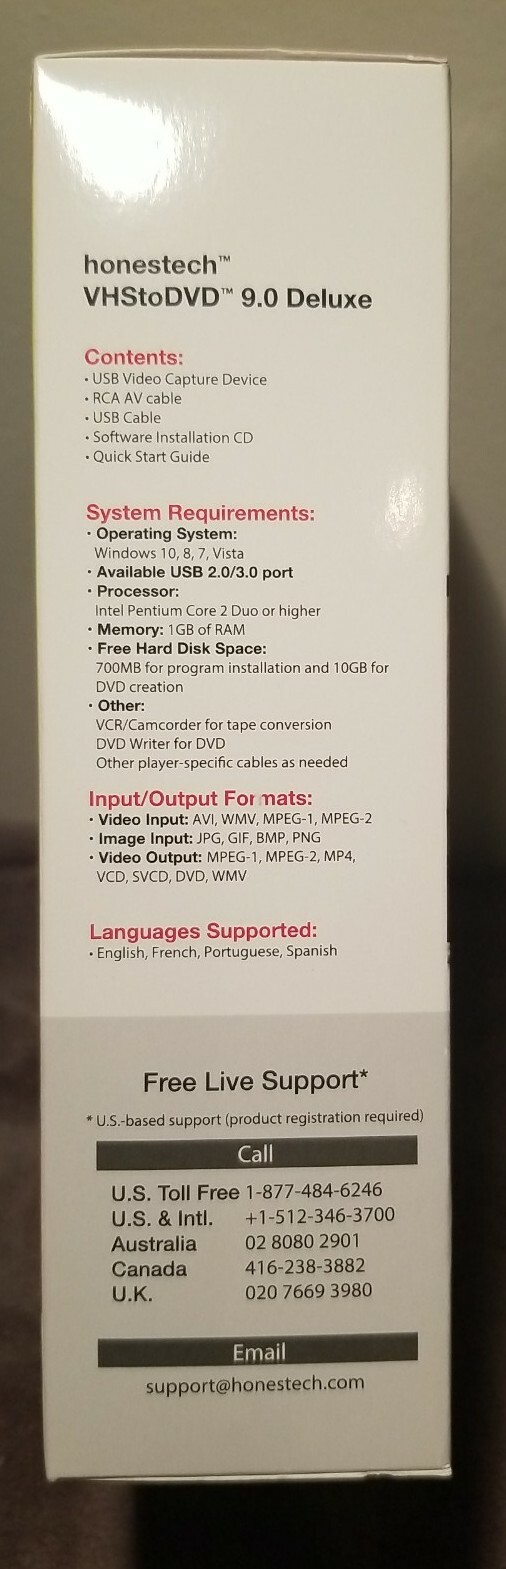 honestech™
VHStoDVD™ 9.0 Deluxe
Contents:
• USB Video Capture Device
• RCA AV cable
• USB Cable
• Software Installation CD
• Quick Start Guide
System Requirements:
• Operating System:
Windows 10, 8, 7, Vista
• Available USB 2.0/3.0 port
• Processor:
Intel Pentium Core 2 Duo or higher
• Memory: 1GB of RAM
• Free Hard Disk Space:
700MB for program installation and 10GB for
DVD creation
• Other:
VCR/Camcorder for tape conversion
DVD Writer for DVD
Other player-specific cables as needed
Input/Output Formats:
• Video Input: AVI, WMV, MPEG-1, MPEG-2
• Image Input: JPG, GIF, BMP, PNG
• Video Output: MPEG-1, MPEG-2, MP4,
VCD, SVCD, DVD, WMV
Languages Supported:
• English, French, Portuguese, Spanish
Free Live Support*
* U.S.-based support (product registration required)
Call
U.S. Toll Free 1-877-484-6246
U.S. & Intl. +1-512-346-3700
Australia 02 8080 2901
Canada 416-238-3882
U.K. 020 7669 3980
Email
support@honestech.com